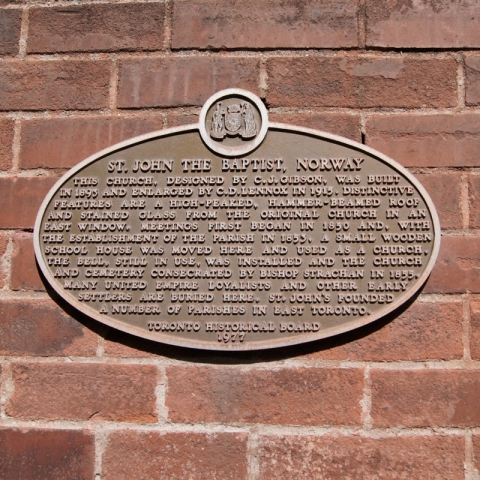 ST. JOHN THE BAPTIST, NORWAY
THIS CHURCH, DESIGNED BY C.J. GIBSON, WAS BUILT
IN 1893 AND ENLARGED BY C.D. LENNOX IN 1915. DISTINCTIVE
FEATURES ARE A HIGH-PEAKED, HAMMER-BEAMED ROOF
AND STAINED GLASS FROM THE ORIGINAL CHURCH IN AN
EAST WINDOW. MEETINGS FIRST BEGAN IN 1850 AND, WITH
THE ESTABLISHMENT OF THE PARISH IN 1853, A SMALL WOODEN
SCHOOL HOUSE WAS MOVED HERE AND USED AS A CHURCH.
THE BELL, STILL IN USE, WAS INSTALLED AND THE CHURCH
AND CEMETERY CONSECRATED BY BISHOP STRACHAN IN 1855.
MANY UNITED EMPIRE LOYALISTS AND OTHER EARLY
SETTLERS ARE BURIED HERE. ST. JOHN'S FOUNDED
A NUMBER OF PARISHES IN EAST TORONTO.
TORONTO HISTORICAL BOARD
1977